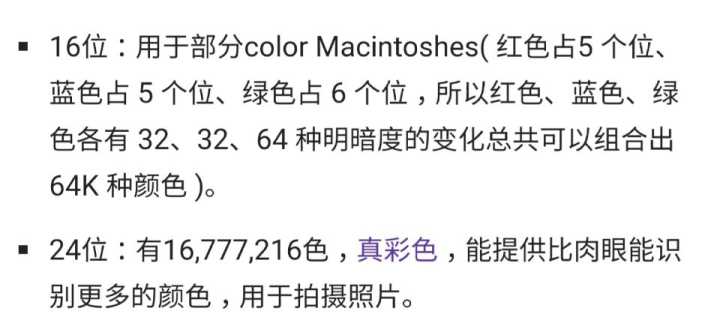 ▪ 16位：用于部分color Macintoshes( 红色占5 个位、
蓝色占 5 个位、绿色占 6 个位，所以红色、蓝色、绿
色各有 32、32、64 种明暗度的变化总共可以组合出
64K 种颜色 )。
▪ 24位：有16,777,216色，真彩色，能提供比肉眼能识
别更多的颜色，用于拍摄照片。